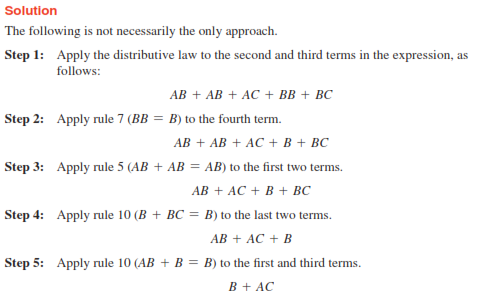 Solution
The following is not necessarily the only approach.
Step 1: Apply the distributive law to the second and third terms in the expression, as
follows:
AB + AB + AC + BB + BC
Step 2: Apply rule 7 (BB = B) to the fourth term.
AB + AB + AC + B + BC
Step 3: Apply rule 5 (AB + AB = AB) to the first two terms.
AB + AC + B + BC
Step 4: Apply rule 10 (B + BC = B) to the last two terms.
AB + AC + B
Step 5: Apply rule 10 (AB + B = B) to the first and third terms.
B + AC